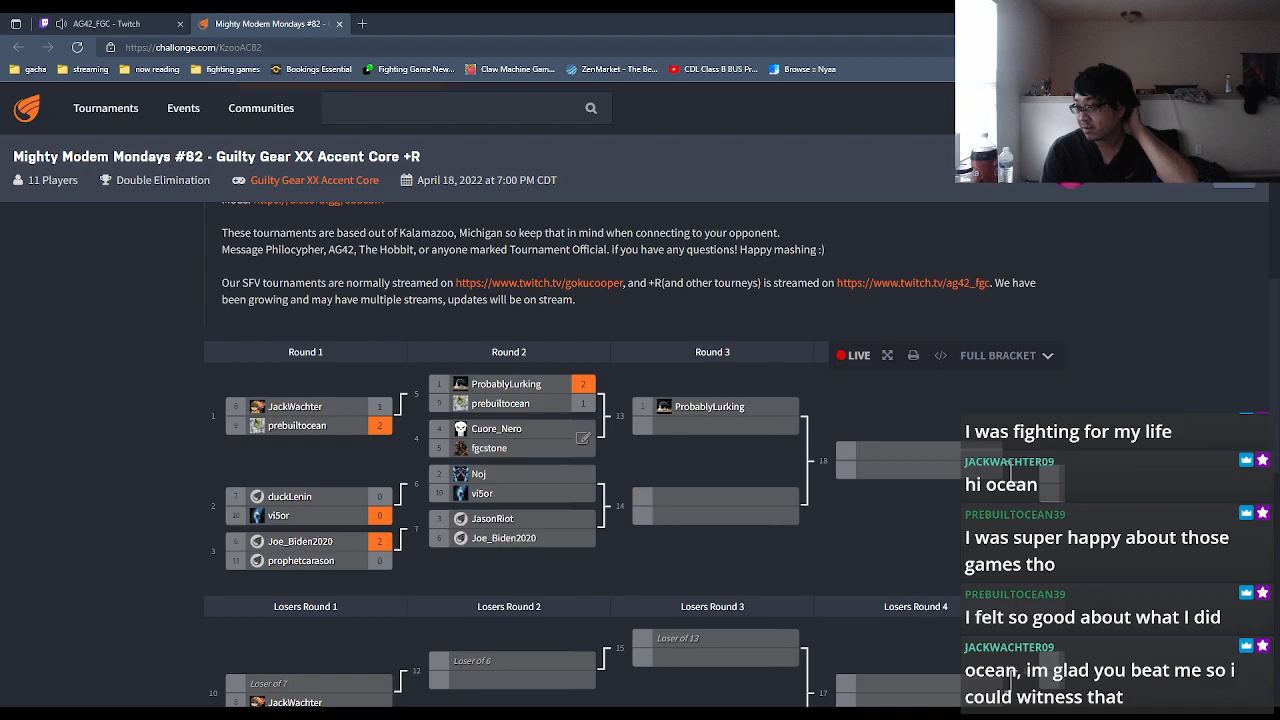 AG42_FGC - Twitch
Mighty Modem Mondays #82 -
https://challonge.com/KzooAC82
gacha
streaming
now reading
fighting games
Bookings Essential
Fighting Game New...
Claw Machine Gam...
ZenMarket - The Be...
CDL Class B BUS Pr...
Browse :: Nyaa
Tournaments
Events
Communities
Mighty Modem Mondays #82 - Guilty Gear XX Accent Core +R
11 Players
Double Elimination
Guilty Gear XX Accent Core
April 18, 2022 at 7:00 PM CDT
These tournaments are based out of Kalamazoo, Michigan so keep that in mind when connecting to your opponent.
Message Philocypher, AG42, The Hobbit, or anyone marked Tournament Official. if you have any questions! Happy mashing :)
Our SFV tournaments are normally streamed on https://www.twitch.tv/gokucooper, and +R(and other tourneys) is streamed on https://www.twitch.tv/ag42_fgc. We have
been growing and may have multiple streams, updates will be on stream.
Round 1
Round 2
Round 3
LIVE
FULL BRACKET
1
8 JackWachter 1
9 prebuiltocean 2
2
7 duckLenin 0
10 vi5or 0
3
6 Joe_Biden2020 2
11 prophetcarason 0
5
1 ProbablyLurking 2
9 prebuiltocean 1
4
4 Cuore_Nero
5 fgcstone
6
2 Noj
10 vi5or
7
3 JasonRiot
6 Joe_Biden2020
13
1 ProbablyLurking
14
18
Losers Round 1
Losers Round 2
Losers Round 3
Losers Round 4
10
Loser of 7
8 JackWachter
12
Loser of 6
15
Loser of 13
17
I was fighting for my life
JACKWACHTER09
hi ocean
PREBUILTOCEAN39
I was super happy about those
games tho
PREBUILTOCEAN39
I felt so good about what I did
JACKWACHTER09
ocean, im glad you beat me so i
could witness that